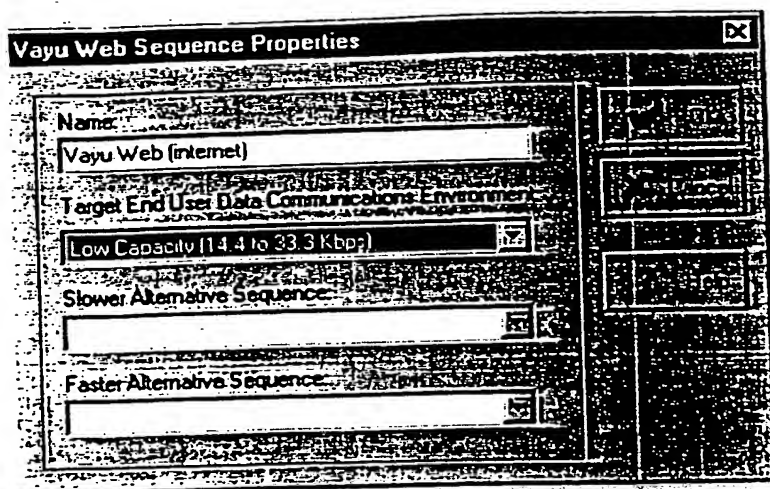 Vayu Web Sequence Properties
Name:
Vayu Web (internet)
Target End User Data Communications Environment:
Low Capacity (14.4 to 33.3 Kbps)
Slower Alternative Sequence:
Faster Alternative Sequence: